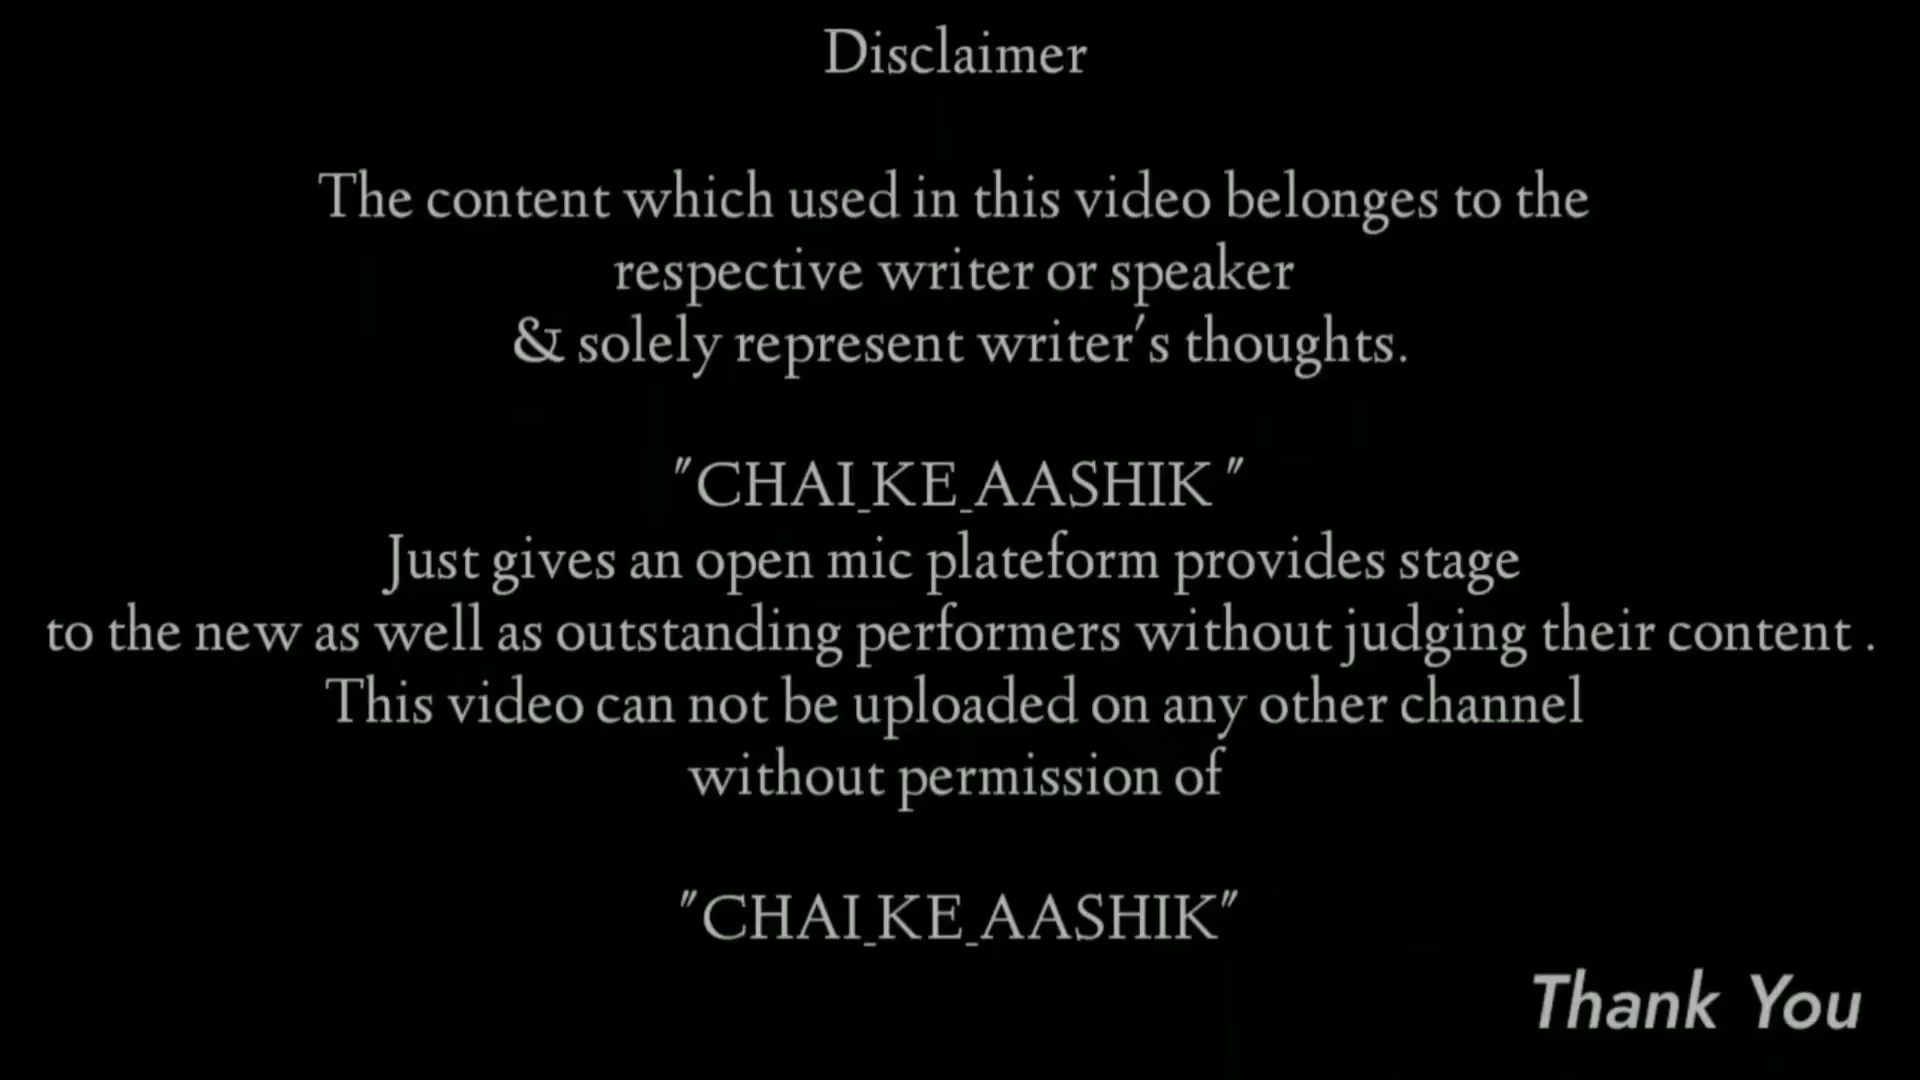 Disclaimer
The content which used in this video belonges to the
respective writer or speaker
& solely represent writer's thoughts.
"CHAI_KE_AASHIK "
Just gives an open mic plateform provides stage
to the new as well as outstanding performers without judging their content .
This video can not be uploaded on any other channel
without permission of
"CHAI_KE_AASHIK"
Thank You